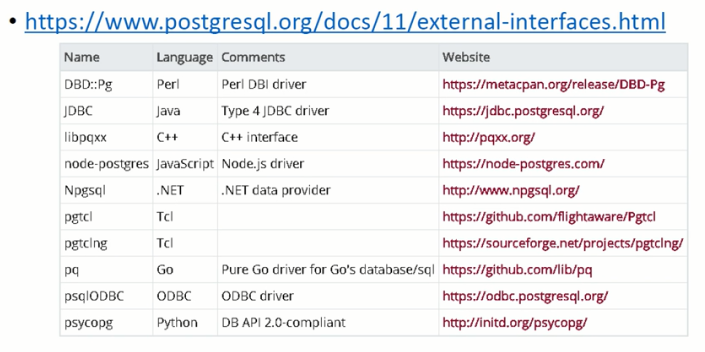 • https://www.postgresql.org/docs/11/external-interfaces.html
Name Language Comments Website
DBD::Pg Perl Perl DBI driver https://metacpan.org/release/DBD-Pg
JDBC Java Type 4 JDBC driver https://jdbc.postgresql.org/
libpqxx C++ C++ interface http://pqxx.org/
node-postgres JavaScript Node.js driver https://node-postgres.com/
Npgsql .NET .NET data provider http://www.npgsql.org/
pgtcl Tcl https://github.com/flightaware/Pgtcl
pgtclng Tcl https://sourceforge.net/projects/pgtclng/
pq Go Pure Go driver for Go's database/sql https://github.com/lib/pq
psqlODBC ODBC ODBC driver https://odbc.postgresql.org/
psycopg Python DB API 2.0-compliant http://initd.org/psycopg/